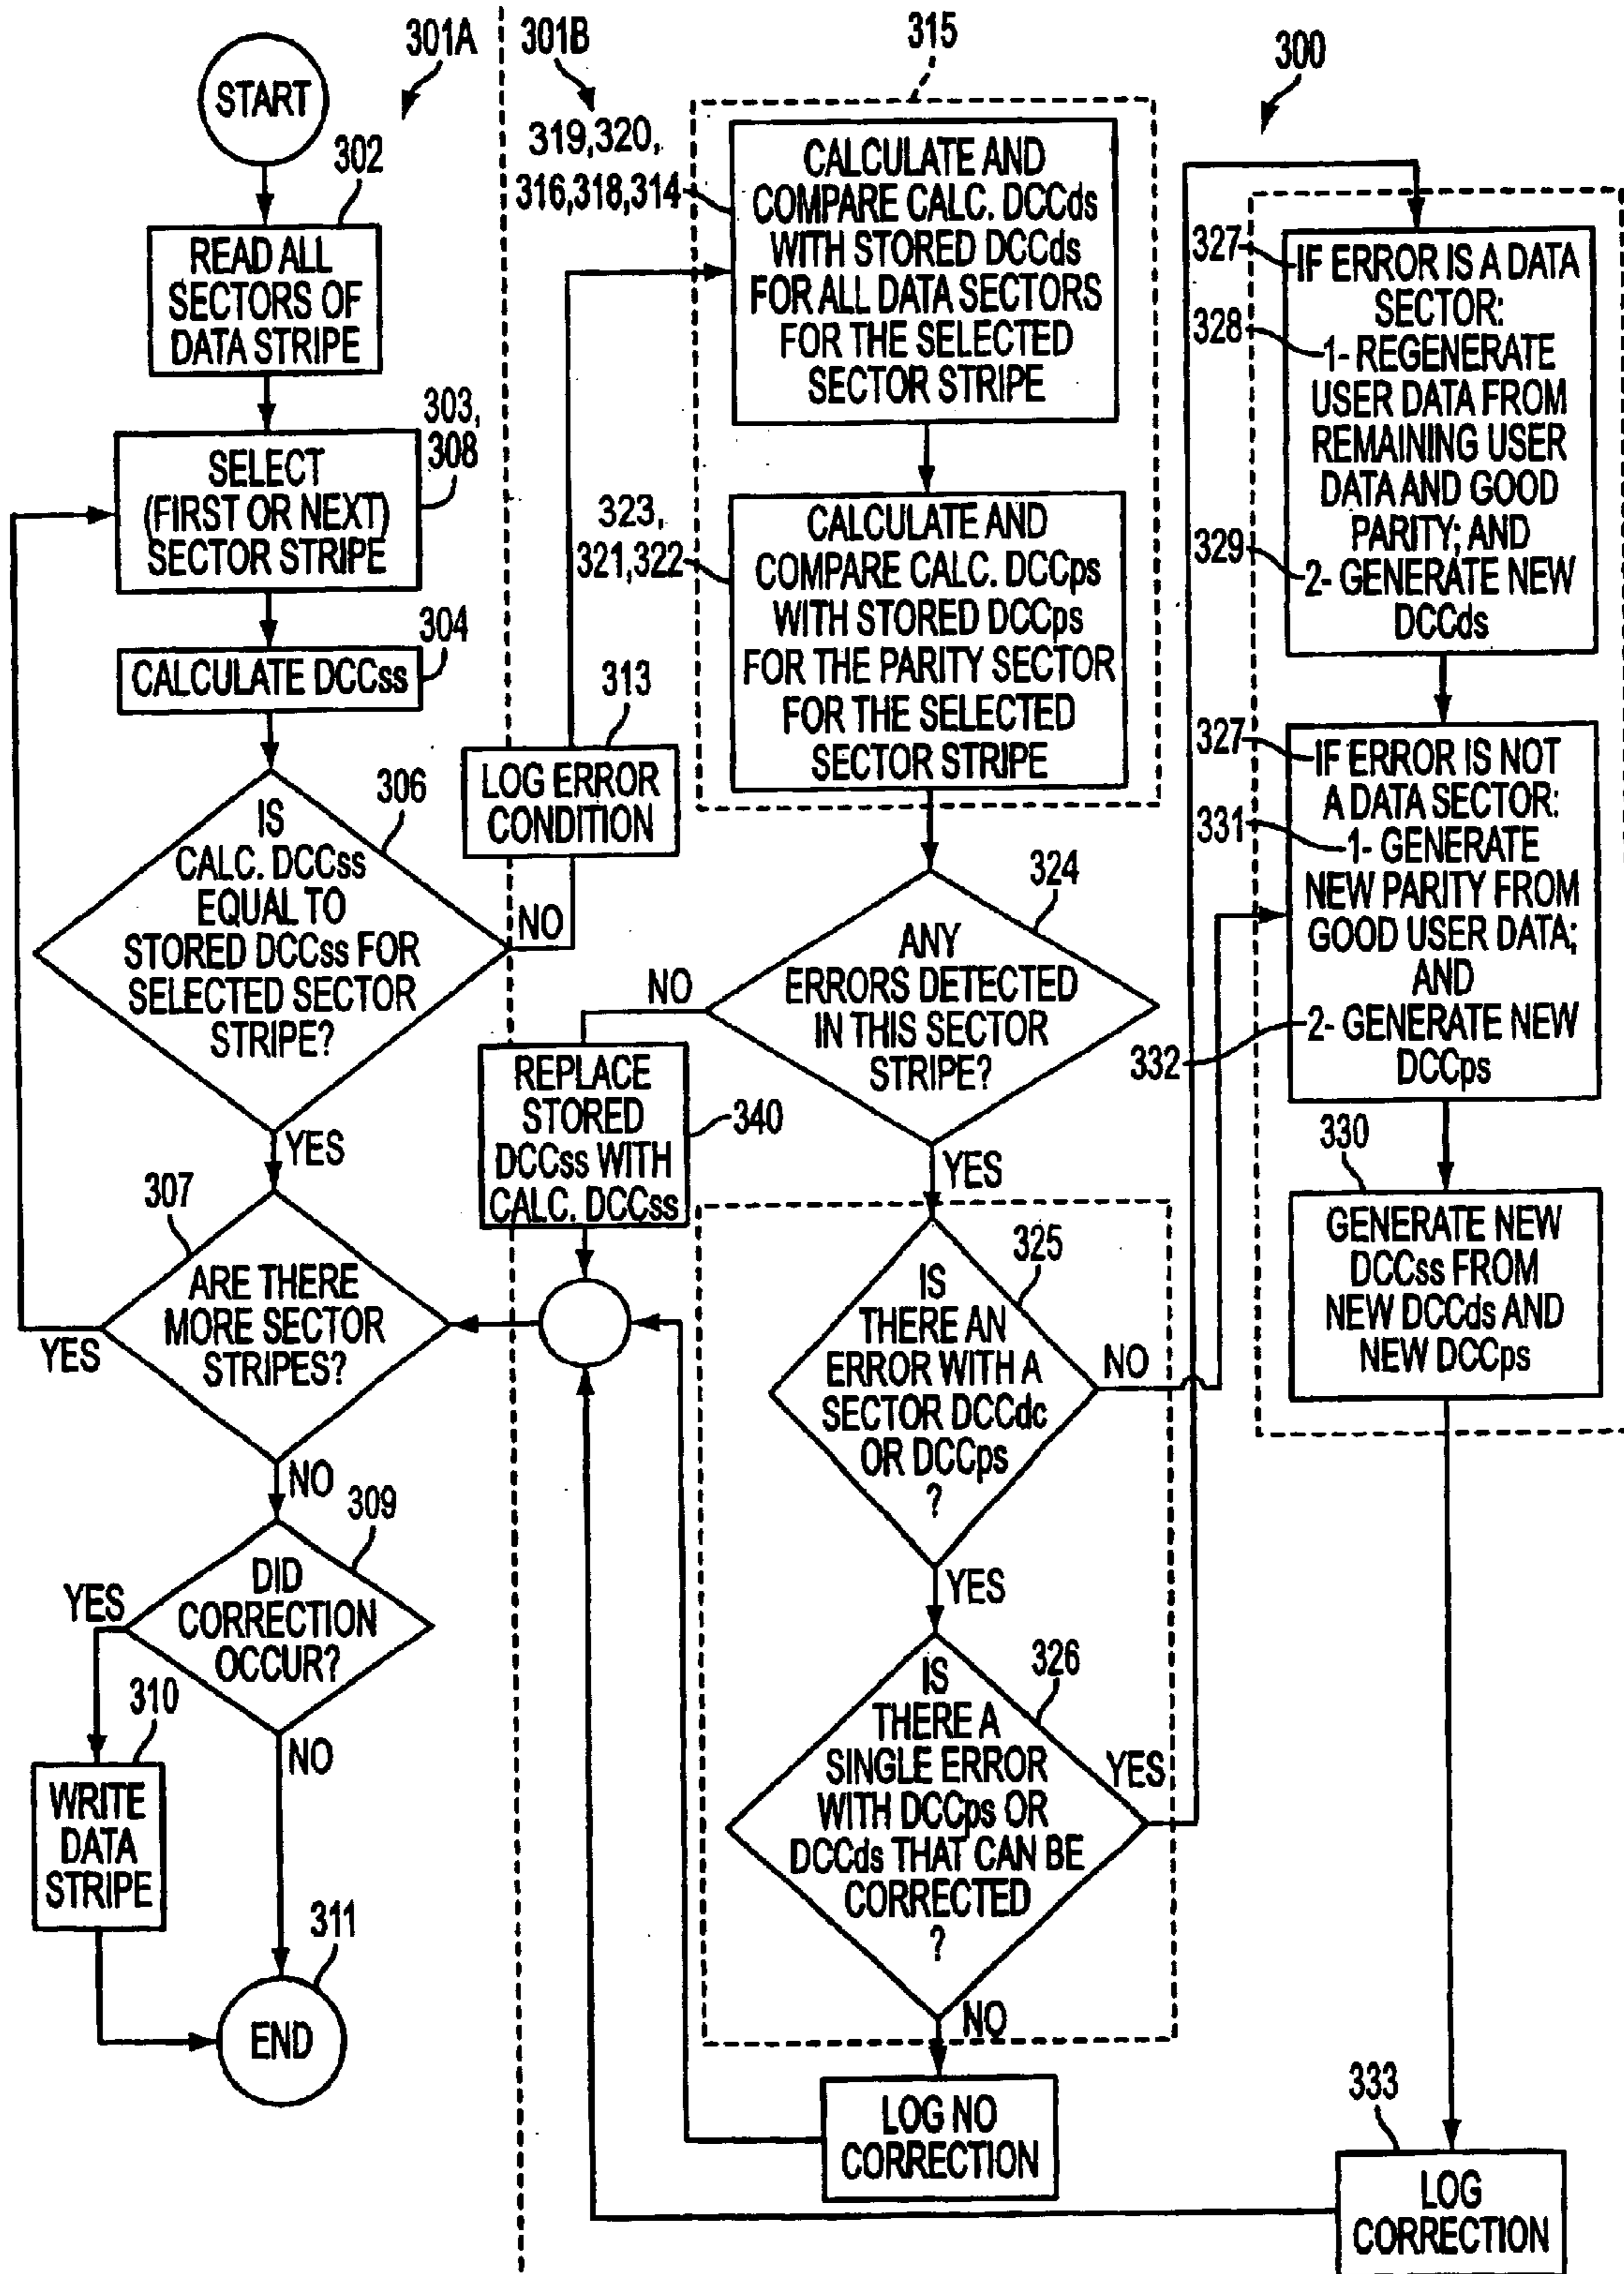 START
301A
302
READ ALL
SECTORS OF
DATA STRIPE
303,
308
SELECT
(FIRST OR NEXT)
SECTOR STRIPE
304
CALCULATE DCCss
306
IS
CALC. DCCss
EQUAL TO
STORED DCCss FOR
SELECTED SECTOR
STRIPE?
NO
YES
307
ARE THERE
MORE SECTOR
STRIPES?
YES
NO
309
DID
CORRECTION
OCCUR?
YES
NO
310
WRITE
DATA
STRIPE
311
END
301B
315
319,320,
316,318,314
CALCULATE AND
COMPARE CALC. DCCds
WITH STORED DCCds
FOR ALL DATA SECTORS
FOR THE SELECTED
SECTOR STRIPE
323,
321,322
CALCULATE AND
COMPARE CALC. DCCps
WITH STORED DCCps
FOR THE PARITY SECTOR
FOR THE SELECTED
SECTOR STRIPE
313
LOG ERROR
CONDITION
324
ANY
ERRORS DETECTED
IN THIS SECTOR
STRIPE?
NO
YES
REPLACE
STORED
DCCss WITH
CALC. DCCss
340
325
IS
THERE AN
ERROR WITH A
SECTOR DCCdc
OR DCCps
?
NO
YES
326
IS
THERE A
SINGLE ERROR
WITH DCCps OR
DCCds THAT CAN BE
CORRECTED
?
YES
NO
LOG NO
CORRECTION
300
327
IF ERROR IS A DATA
SECTOR:
328
1- REGENERATE
USER DATA FROM
REMAINING USER
DATA AND GOOD
PARITY; AND
329
2- GENERATE NEW
DCCds
327
IF ERROR IS NOT
A DATA SECTOR:
331
1- GENERATE
NEW PARITY FROM
GOOD USER DATA;
AND
332
2- GENERATE NEW
DCCps
330
GENERATE NEW
DCCss FROM
NEW DCCds AND
NEW DCCps
333
LOG
CORRECTION